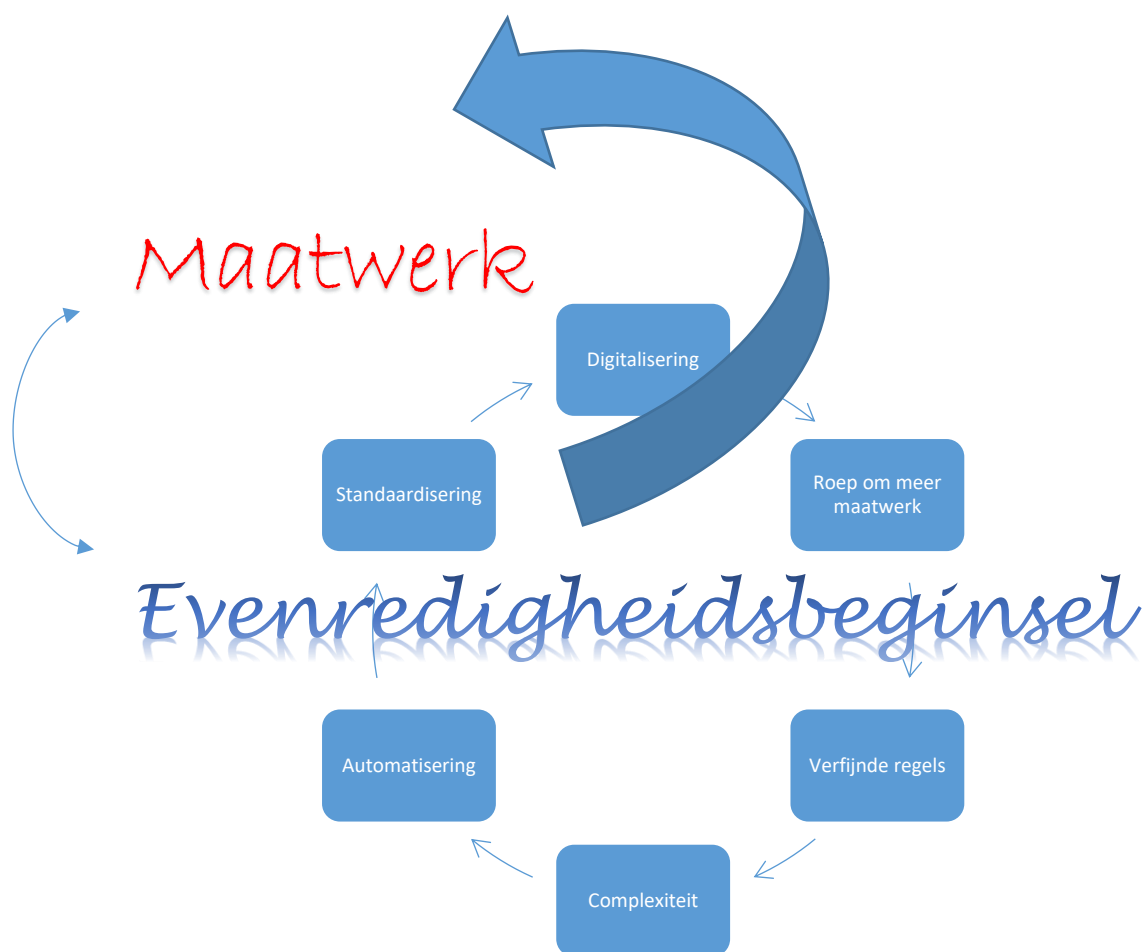 Maatwerk
Digitalisering
Standaardisering
Roep om meer
maatwerk
Evenredigheidsbeginsel
Automatisering
Verfijnde regels
Complexiteit